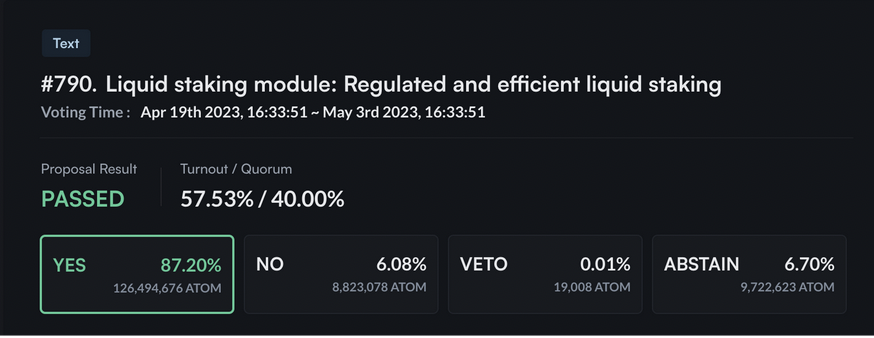 Text
#790. Liquid staking module: Regulated and efficient liquid staking
Voting Time : Apr 19th 2023, 16:33:51 ~ May 3rd 2023, 16:33:51
Proposal Result
Turnout / Quorum
PASSED
57.53% / 40.00%
YES 87.20%
126,494,676 ATOM
NO 6.08%
8,823,078 ATOM
VETO 0.01%
19,008 ATOM
ABSTAIN 6.70%
9,722,623 ATOM